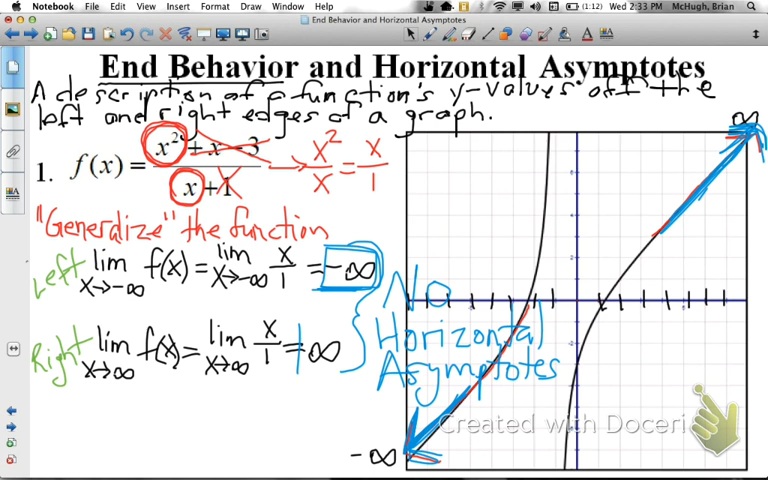 Notebook File Edit View Insert Format Draw Window Help (1:12) Wed 2:33 PM McHugh, Brian
End Behavior and Horizontal Asymptotes
End Behavior and Horizontal Asymptotes
A description of a function's y-values off the
left and right edges of a graph.
1. f(x) = x² + x - 3 / x + 1 → x²/x = x/1
"Generalize" the function
Left lim x→-∞ f(x) = lim x→-∞ x/1 = -∞
Right lim x→∞ f(x) = lim x→∞ x/1 = ∞
No
Horizontal
Asymptotes
∞
-∞
Created with Doceri